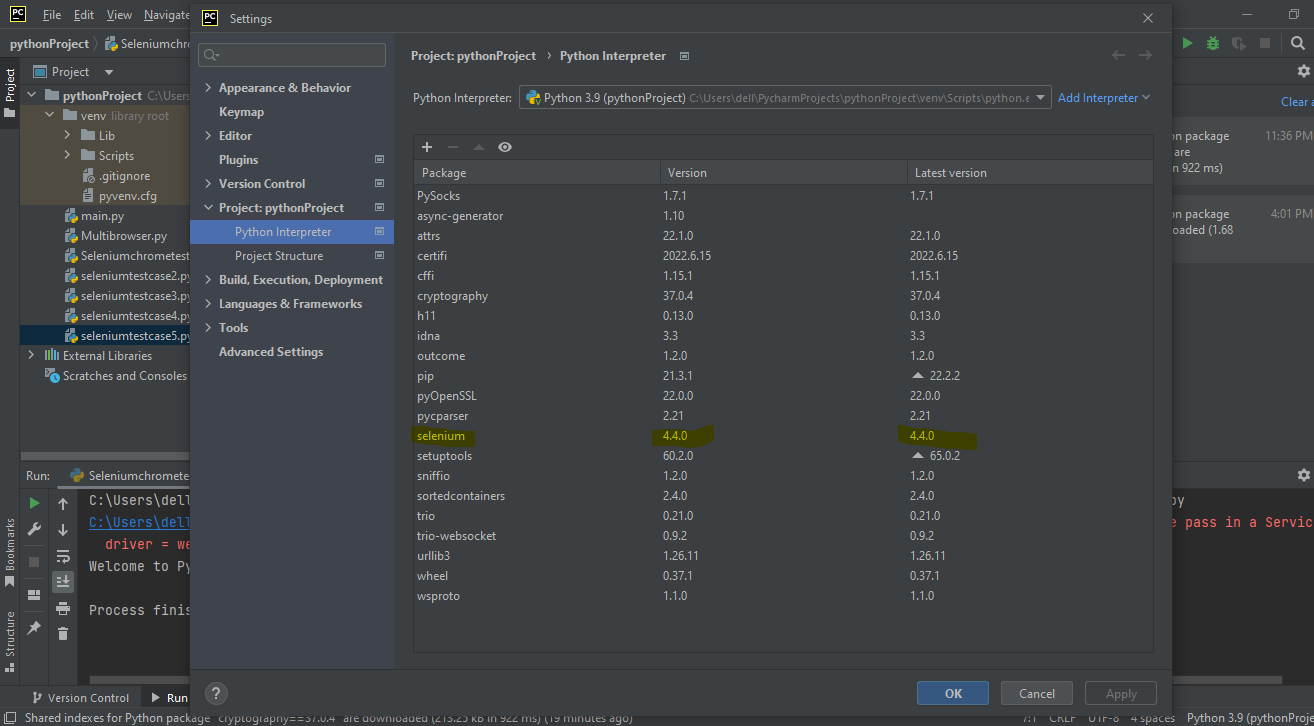 PC File Edit View Navigate
PC Settings
pythonProject Seleniumchro
Project
Project
pythonProject C:\Users
venv library root
Lib
Scripts
.gitignore
pyvenv.cfg
main.py
Multibrowser.py
Seleniumchrometest
seleniumtestcase2.py
seleniumtestcase3.py
seleniumtestcase4.py
seleniumtestcase5.py
External Libraries
Scratches and Consoles
Appearance & Behavior
Keymap
Editor
Plugins
Version Control
Project: pythonProject
Python Interpreter
Project Structure
Build, Execution, Deployment
Languages & Frameworks
Tools
Advanced Settings
Project: pythonProject › Python Interpreter
Python Interpreter: Python 3.9 (pythonProject) C:\Users\dell\PycharmProjects\pythonProject\venv\Scripts\python.e Add Interpreter
Package Version Latest version
PySocks 1.7.1 1.7.1
async-generator 1.10
attrs 22.1.0 22.1.0
certifi 2022.6.15 2022.6.15
cffi 1.15.1 1.15.1
cryptography 37.0.4 37.0.4
h11 0.13.0 0.13.0
idna 3.3 3.3
outcome 1.2.0 1.2.0
pip 21.3.1 22.2.2
pyOpenSSL 22.0.0 22.0.0
pycparser 2.21 2.21
selenium 4.4.0 4.4.0
setuptools 60.2.0 65.0.2
sniffio 1.2.0 1.2.0
sortedcontainers 2.4.0 2.4.0
trio 0.21.0 0.21.0
trio-websocket 0.9.2 0.9.2
urllib3 1.26.11 1.26.11
wheel 0.37.1 0.37.1
wsproto 1.1.0 1.1.0
? OK Cancel Apply
Clear a
on package 11:36 PM
are
n 922 ms)
on package 4:01 PM
oaded (1.68
Run: Seleniumchromete
C:\Users\dell py
C:\Users\dell e pass in a Servic
driver = we
Welcome to Py
Process finis
Bookmarks
Structure
Version Control Run
Shared indexes for Python package "cryptography==37.0.4" are downloaded (213.25 kB in 922 ms) (19 minutes ago) 7:1 CRLF UTF-8 4 spaces Python 3.9 (pythonProje